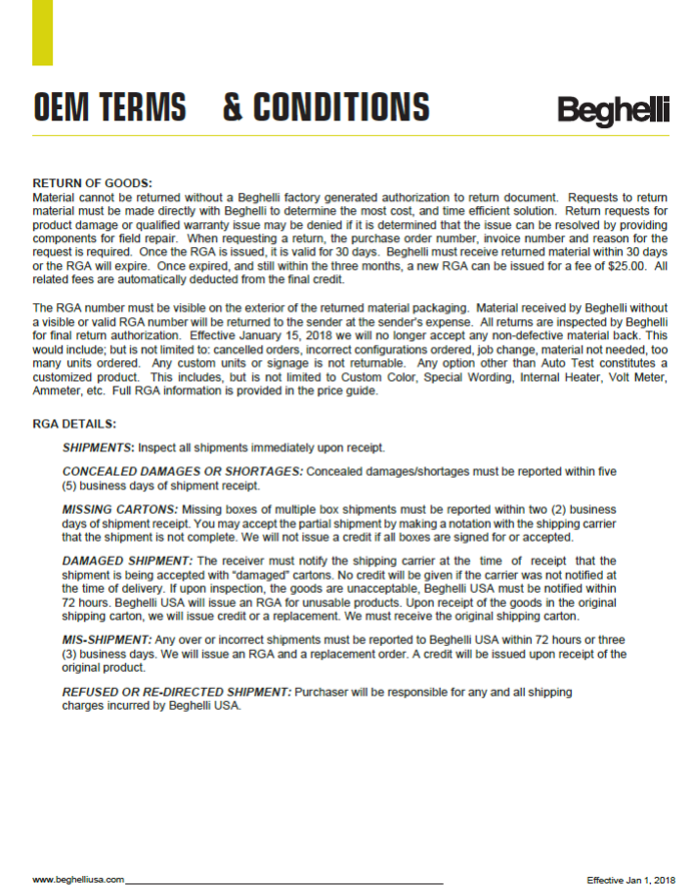 OEM TERMS & CONDITIONS
Beghelli
RETURN OF GOODS:
Material cannot be returned without a Beghelli factory generated authorization to return document. Requests to return
material must be made directly with Beghelli to determine the most cost, and time efficient solution. Return requests for
product damage or qualified warranty issue may be denied if it is determined that the issue can be resolved by providing
components for field repair. When requesting a return, the purchase order number, invoice number and reason for the
request is required. Once the RGA is issued, it is valid for 30 days. Beghelli must receive returned material within 30 days
or the RGA will expire. Once expired, and still within the three months, a new RGA can be issued for a fee of $25.00. All
related fees are automatically deducted from the final credit.
The RGA number must be visible on the exterior of the returned material packaging. Material received by Beghelli without
a visible or valid RGA number will be returned to the sender at the sender's expense. All returns are inspected by Beghelli
for final return authorization. Effective January 15, 2018 we will no longer accept any non-defective material back. This
would include; but is not limited to: cancelled orders, incorrect configurations ordered, job change, material not needed, too
many units ordered. Any custom units or signage is not returnable. Any option other than Auto Test constitutes a
customized product. This includes, but is not limited to Custom Color, Special Wording, Internal Heater, Volt Meter,
Ammeter, etc. Full RGA information is provided in the price guide.
RGA DETAILS:
SHIPMENTS: Inspect all shipments immediately upon receipt.
CONCEALED DAMAGES OR SHORTAGES: Concealed damages/shortages must be reported within five
(5) business days of shipment receipt.
MISSING CARTONS: Missing boxes of multiple box shipments must be reported within two (2) business
days of shipment receipt. You may accept the partial shipment by making a notation with the shipping carrier
that the shipment is not complete. We will not issue a credit if all boxes are signed for or accepted.
DAMAGED SHIPMENT: The receiver must notify the shipping carrier at the time of receipt that the
shipment is being accepted with "damaged" cartons. No credit will be given if the carrier was not notified at
the time of delivery. If upon inspection, the goods are unacceptable, Beghelli USA must be notified within
72 hours. Beghelli USA will issue an RGA for unusable products. Upon receipt of the goods in the original
shipping carton, we will issue credit or a replacement. We must receive the original shipping carton.
MIS-SHIPMENT: Any over or incorrect shipments must be reported to Beghelli USA within 72 hours or three
(3) business days. We will issue an RGA and a replacement order. A credit will be issued upon receipt of the
original product.
REFUSED OR RE-DIRECTED SHIPMENT: Purchaser will be responsible for any and all shipping
charges incurred by Beghelli USA.
www.beghelliusa.com
Effective Jan 1, 2018